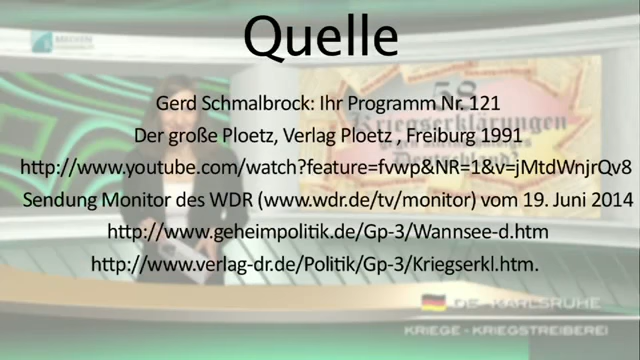 Quelle
Gerd Schmalbrock: Ihr Programm Nr. 121
Der große Ploetz, Verlag Ploetz , Freiburg 1991
http://www.youtube.com/watch?feature=fvwp&NR=1&v=jMtdWnjrQv8
Sendung Monitor des WDR (www.wdr.de/tv/monitor) vom 19. Juni 2014
http://www.geheimpolitik.de/Gp-3/Wannsee-d.htm
http://www.verlag-dr.de/Politik/Gp-3/Kriegserkl.htm.
58
Kriegserklärungen
DE- KARLSRUHE
KRIEGE - KRIEGSTREIBEREI